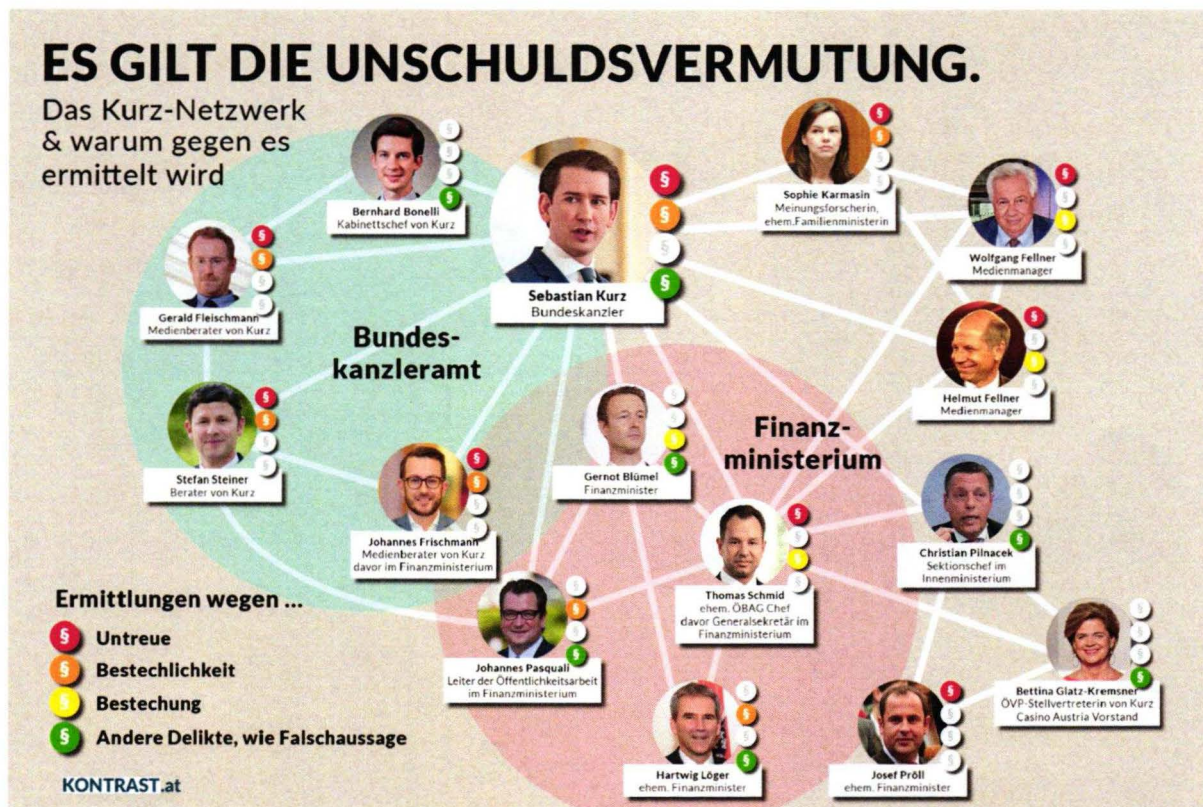 ES GILT DIE UNSCHULDSVERMUTUNG.
Das Kurz-Netzwerk
& warum gegen es
ermittelt wird
Bernhard Bonelli
Kabinettschef von Kurz
Sebastian Kurz
Bundeskanzler
Sophie Karmasin
Meinungsforscherin,
ehem.Familienministerin
Wolfgang Fellner
Medienmanager
Gerald Fleischmann
Medienberater von Kurz
Bundes-
kanzleramt
Helmut Fellner
Medienmanager
Stefan Steiner
Berater von Kurz
Gernot Blümel
Finanzminister
Finanz-
ministerium
Johannes Frischmann
Medienberater von Kurz
davor im Finanzministerium
Christian Pilnacek
Sektionschef im
Innenministerium
Thomas Schmid
ehem. ÖBAG Chef
davor Generalsekretär im
Finanzministerium
Johannes Pasquali
Leiter der Öffentlichkeitsarbeit
im Finanzministerium
Bettina Glatz-Kremsner
ÖVP-Stellvertreterin von Kurz
Casino Austria Vorstand
Hartwig Löger
ehem. Finanzminister
Josef Pröll
ehem. Finanzminister
Ermittlungen wegen ...
§ Untreue
§ Bestechlichkeit
§ Bestechung
§ Andere Delikte, wie Falschaussage
KONTRAST.at